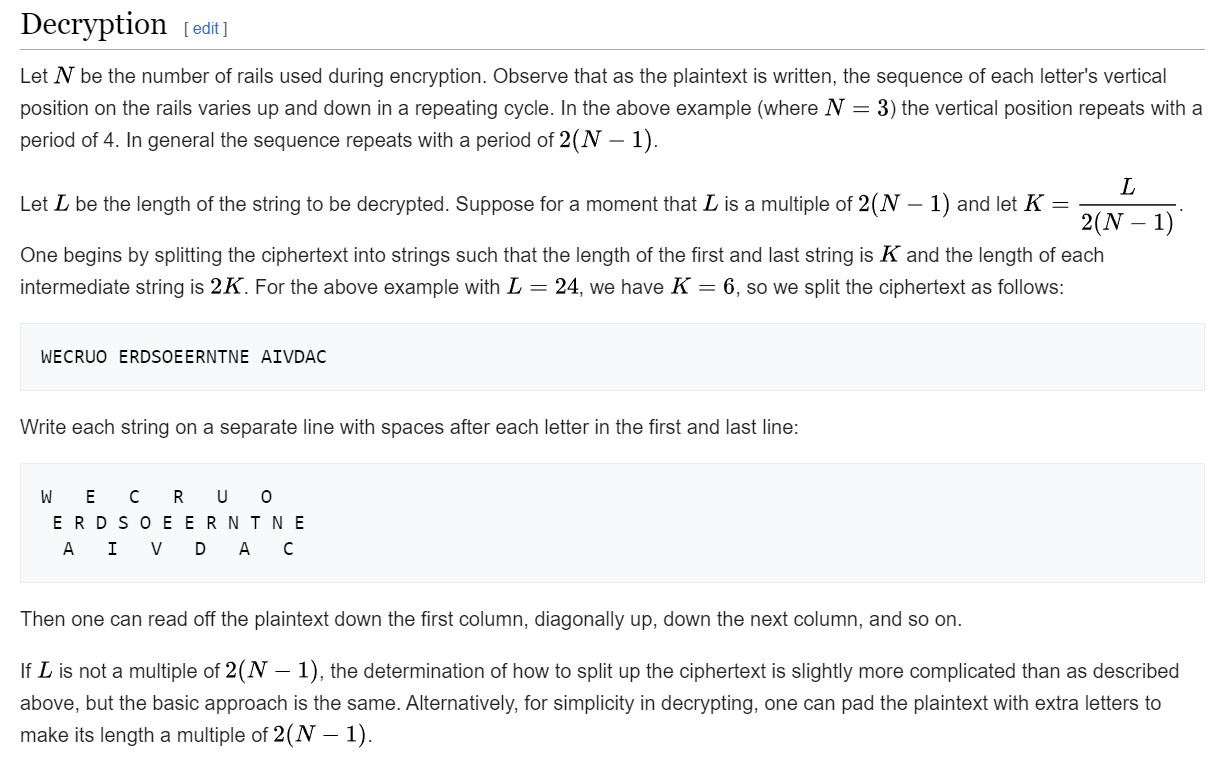 Decryption [ edit ]
Let N be the number of rails used during encryption. Observe that as the plaintext is written, the sequence of each letter's vertical
position on the rails varies up and down in a repeating cycle. In the above example (where N = 3) the vertical position repeats with a
period of 4. In general the sequence repeats with a period of 2(N − 1).
Let L be the length of the string to be decrypted. Suppose for a moment that L is a multiple of 2(N − 1) and let K = L / 2(N − 1).
One begins by splitting the ciphertext into strings such that the length of the first and last string is K and the length of each
intermediate string is 2K. For the above example with L = 24, we have K = 6, so we split the ciphertext as follows:
WECRUO ERDSOEERNTNE AIVDAC
Write each string on a separate line with spaces after each letter in the first and last line:
W   E   C   R   U   O
 E R D S O E E R N T N E
  A   I   V   D   A   C
Then one can read off the plaintext down the first column, diagonally up, down the next column, and so on.
If L is not a multiple of 2(N − 1), the determination of how to split up the ciphertext is slightly more complicated than as described
above, but the basic approach is the same. Alternatively, for simplicity in decrypting, one can pad the plaintext with extra letters to
make its length a multiple of 2(N − 1).